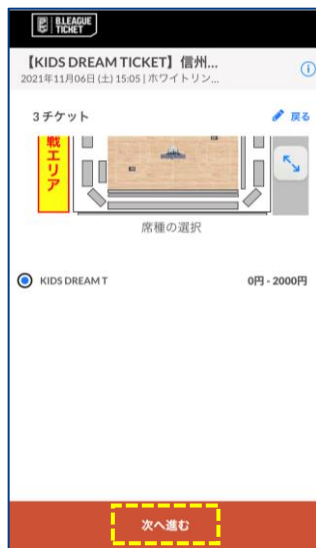 B.LEAGUE
TICKET
【KIDS DREAM TICKET】信州...
2021年11月06日 (土) 15:05 | ホワイトリン...
3 チケット
戻る
戦エリア
席種の選択
KIDS DREAM T
0円 - 2000円
次へ進む